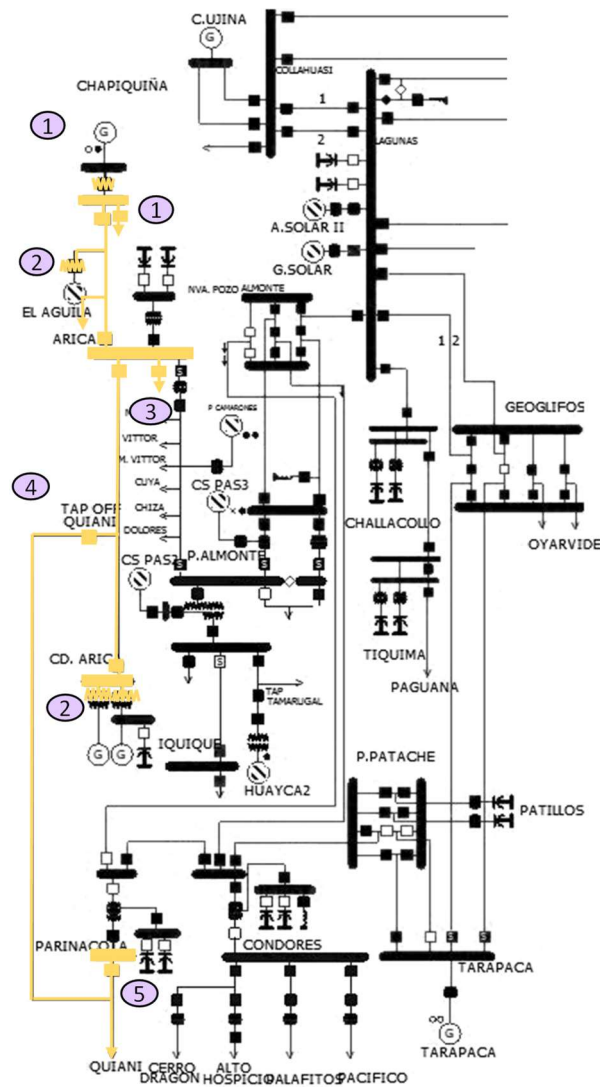 C.UJINA
G
COLLAHUASI
CHAPIQUIÑA
1
1
G
2
LAGUNAS
1
2
A.SOLAR II
G.SOLAR
EL AGUILA
NVA. POZO ALMONTE
ARICA
1 2
S
3
P CAMARONES
GEOGLIFOS
VITTOR
M. VITTOR
CUYA
CS PAS3
4
CHIZA
TAP OFF
QUIANI
DOLORES
CHALLACOLLO
OYARVIDE
P.ALMONTE
S
S
S
CS PAS2
CD. ARIC
S
TIQUIMA
2
TAP
TAMARUGAL
PAGUANA
G
G
IQUIQUE
P.PATACHE
HUAYCA2
PATILLOS
PARINACOTA
CONDORES
S
S
TARAPACA
5
G
TARAPACA
QUIANI
CERRO
DRAGON
ALTO
HOSPICIO
PALAFITOS
PACIFICO